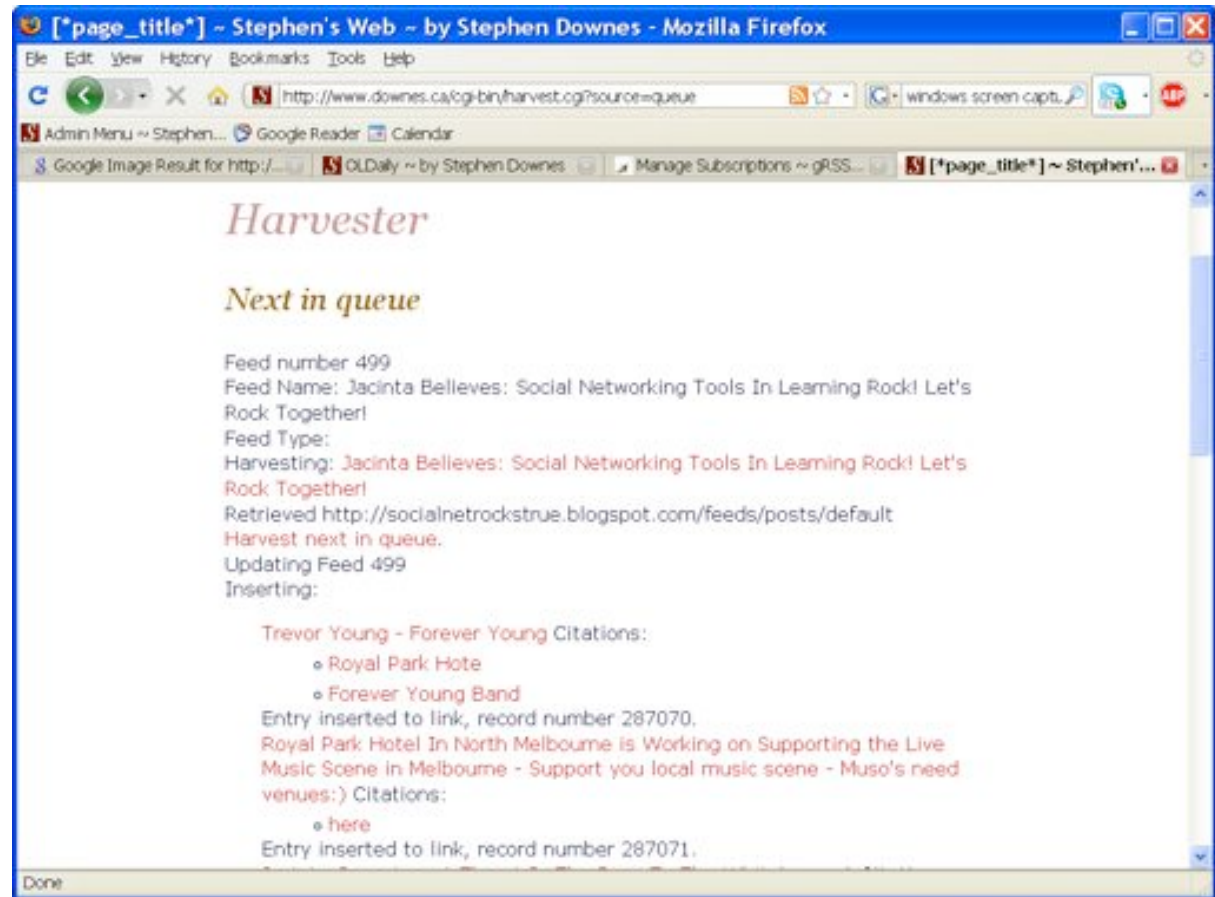 [*page_title*] ~ Stephen's Web ~ by Stephen Downes - Mozilla Firefox
File Edit View History Bookmarks Tools Help
http://www.downes.ca/cgi-bin/harvest.cgi?source=queue windows screen captu
Admin Menu ~ Stephen... Google Reader Calendar
Google Image Result for http:/... OLDaily ~ by Stephen Downes Manage Subscriptions ~ gRSS... [*page_title*] ~ Stephen'...
Harvester
Next in queue
Feed number 499
Feed Name: Jacinta Believes: Social Networking Tools In Learning Rock! Let's
Rock Together!
Feed Type:
Harvesting: Jacinta Believes: Social Networking Tools In Learning Rock! Let's
Rock Together!
Retrieved http://socialnetrockstrue.blogspot.com/feeds/posts/default
Harvest next in queue.
Updating Feed 499
Inserting:
Trevor Young - Forever Young Citations:
Royal Park Hote
Forever Young Band
Entry inserted to link, record number 287070.
Royal Park Hotel In North Melbourne is Working on Supporting the Live
Music Scene in Melbourne - Support you local music scene - Muso's need
venues:) Citations:
here
Entry inserted to link, record number 287071.
Done